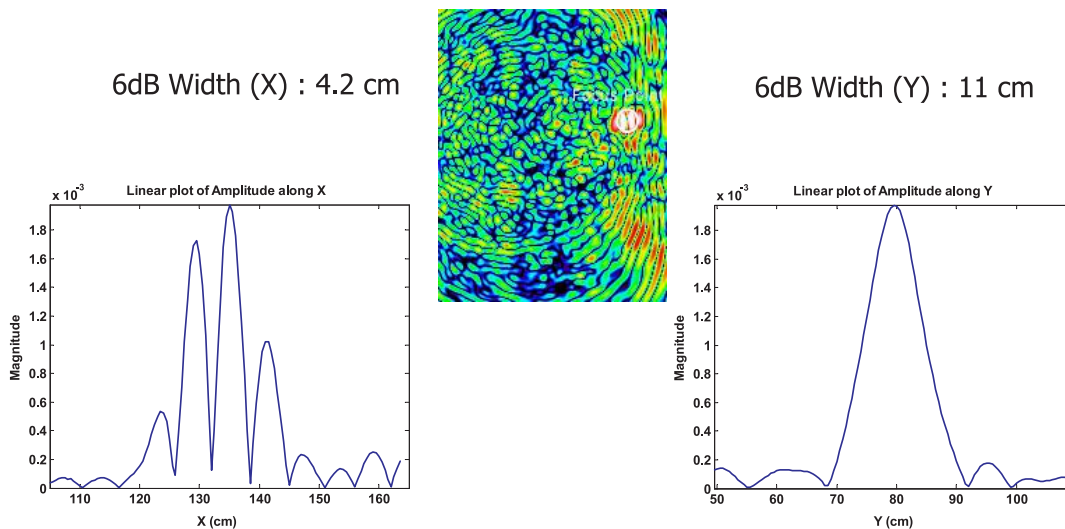 6dB Width (X) : 4.2 cm
6dB Width (Y) : 11 cm
x 10-3
Linear plot of Amplitude along X
1.8
1.6
1.4
1.2
1
0.8
0.6
0.4
0.2
0
110 120 130 140 150 160
Magnitude
X (cm)
x 10-3
Linear plot of Amplitude along Y
1.8
1.6
1.4
1.2
1
0.8
0.6
0.4
0.2
0
50 60 70 80 90 100
Magnitude
Y (cm)